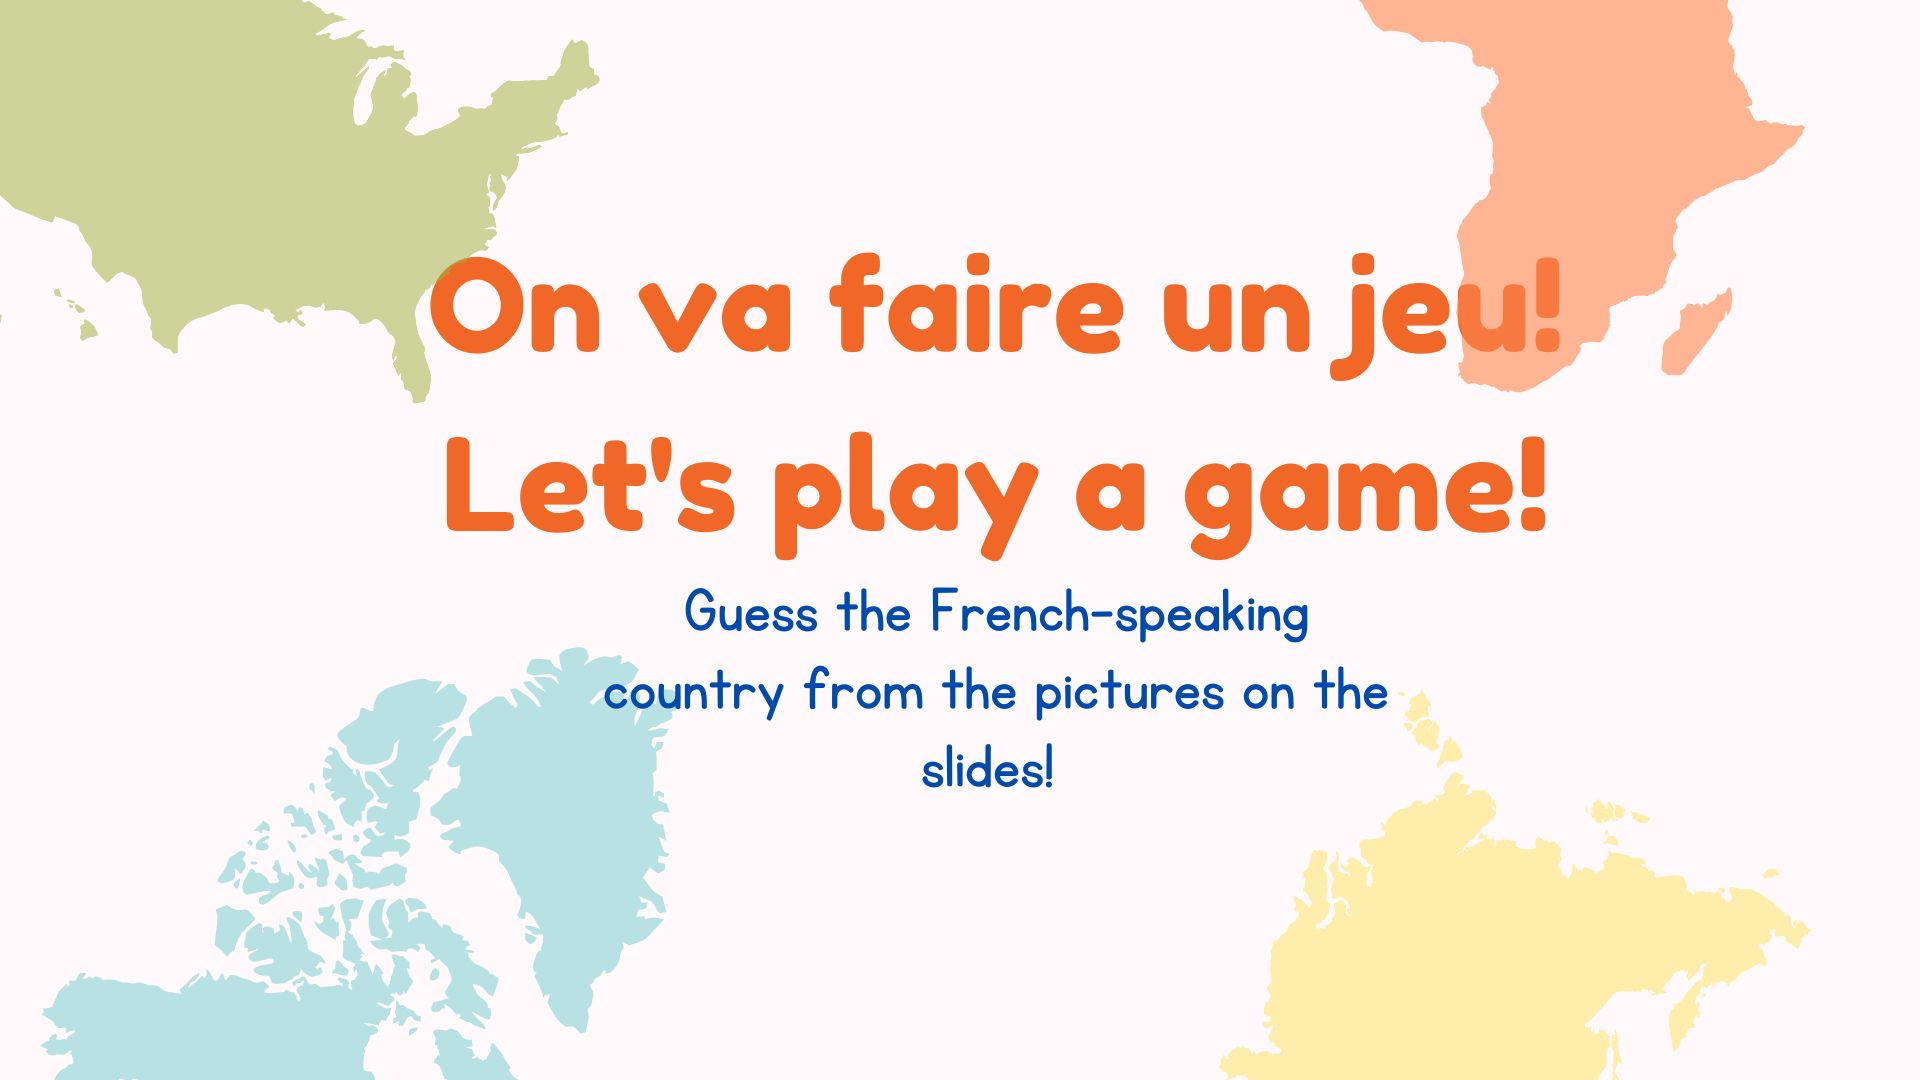 On va faire un jeu!
Let's play a game!
Guess the French-speaking
country from the pictures on the
slides!